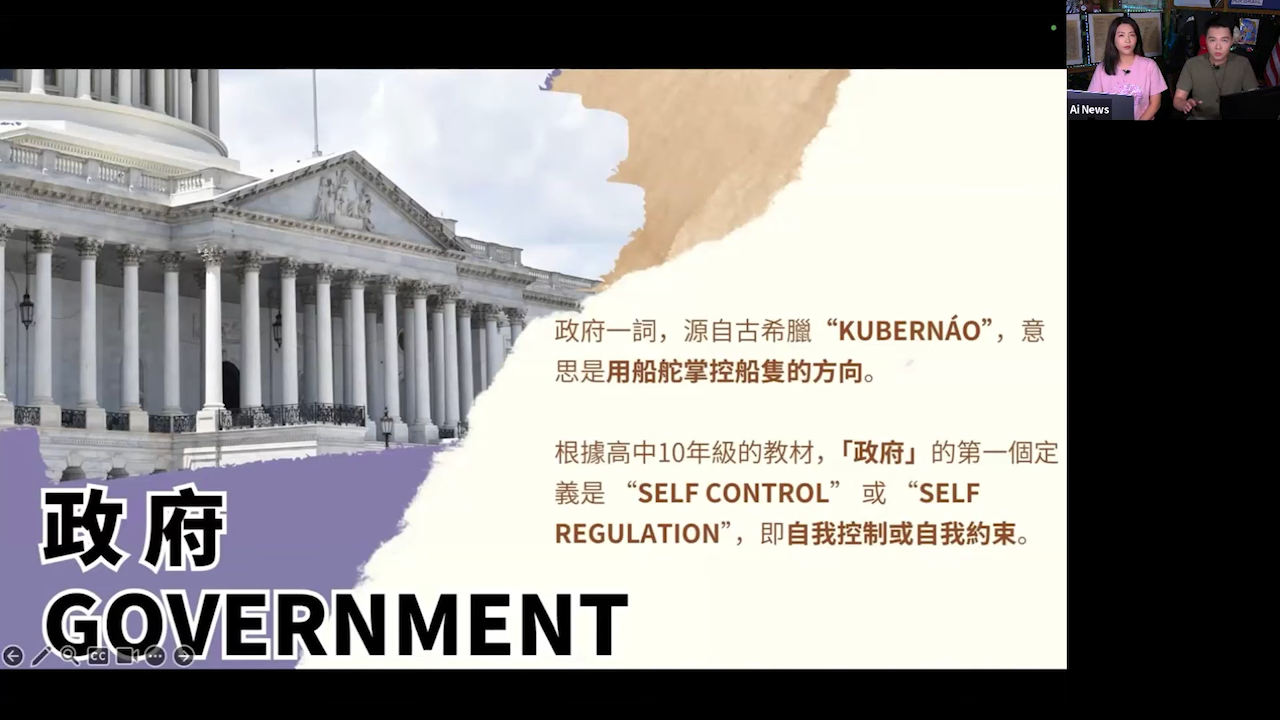 政府一詞，源自古希臘“KUBERNÁO”，意
思是用船舵掌控船隻的方向。
根據高中10年級的教材，「政府」的第一個定
義是 “SELF CONTROL” 或 “SELF
REGULATION”，即自我控制或自我約束。
政府
GOVERNMENT
CC
Ai News